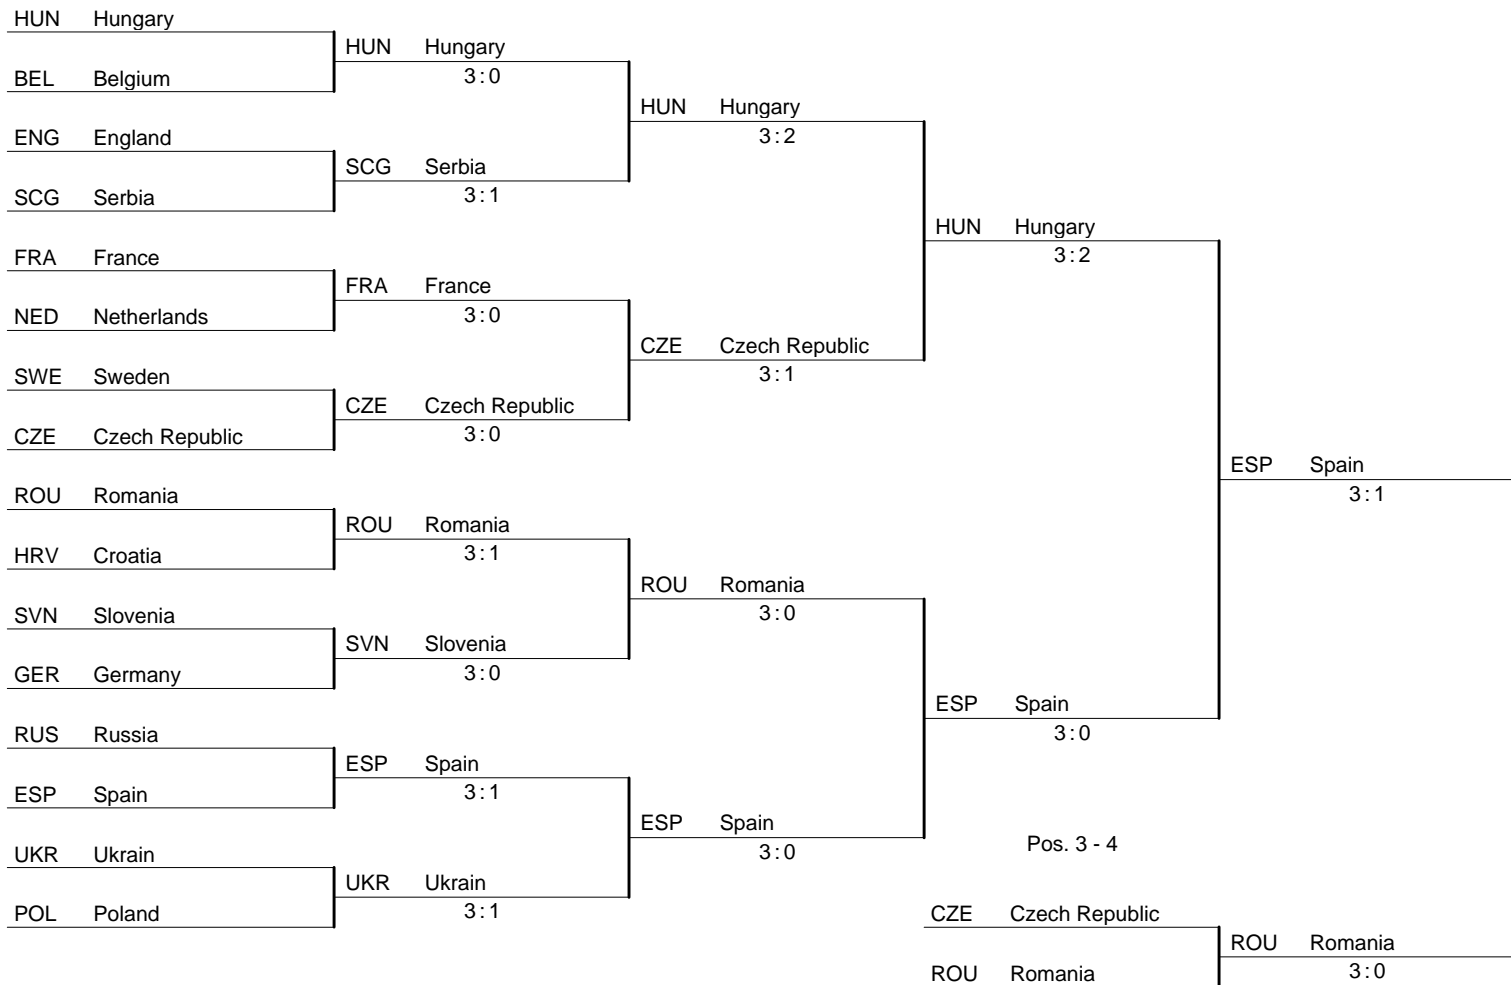 HUN Hungary
HUN Hungary
3:0
BEL Belgium
HUN Hungary
3:2
ENG England
SCG Serbia
3:1
SCG Serbia
HUN Hungary
3:2
FRA France
FRA France
3:0
NED Netherlands
CZE Czech Republic
3:1
SWE Sweden
CZE Czech Republic
3:0
CZE Czech Republic
ESP Spain
3:1
ROU Romania
ROU Romania
3:1
HRV Croatia
ROU Romania
3:0
SVN Slovenia
SVN Slovenia
3:0
GER Germany
ESP Spain
3:0
RUS Russia
ESP Spain
3:1
ESP Spain
ESP Spain
3:0
UKR Ukrain
UKR Ukrain
3:1
POL Poland
Pos. 3 - 4
CZE Czech Republic
ROU Romania
3:0
ROU Romania